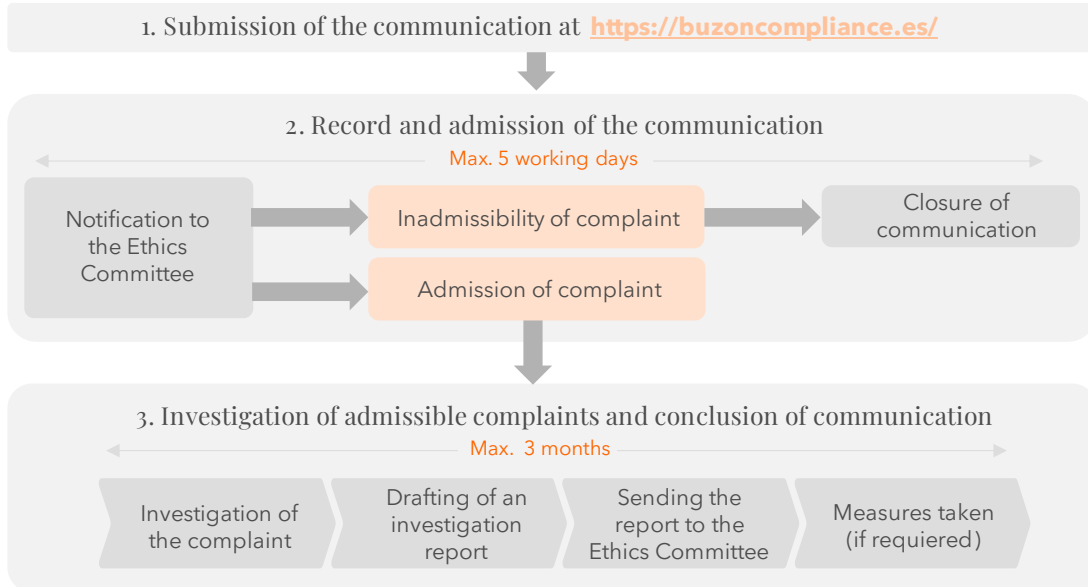 1. Submission of the communication at https://buzoncompliance.es/
2. Record and admission of the communication
Max. 5 working days
Notification to
the Ethics
Committee
Inadmissibility of complaint
Closure of
communication
Admission of complaint
3. Investigation of admissible complaints and conclusion of communication
Max. 3 months
Investigation of
the complaint
Drafting of an
investigation
report
Sending the
report to the
Ethics Committee
Measures taken
(if requiered)